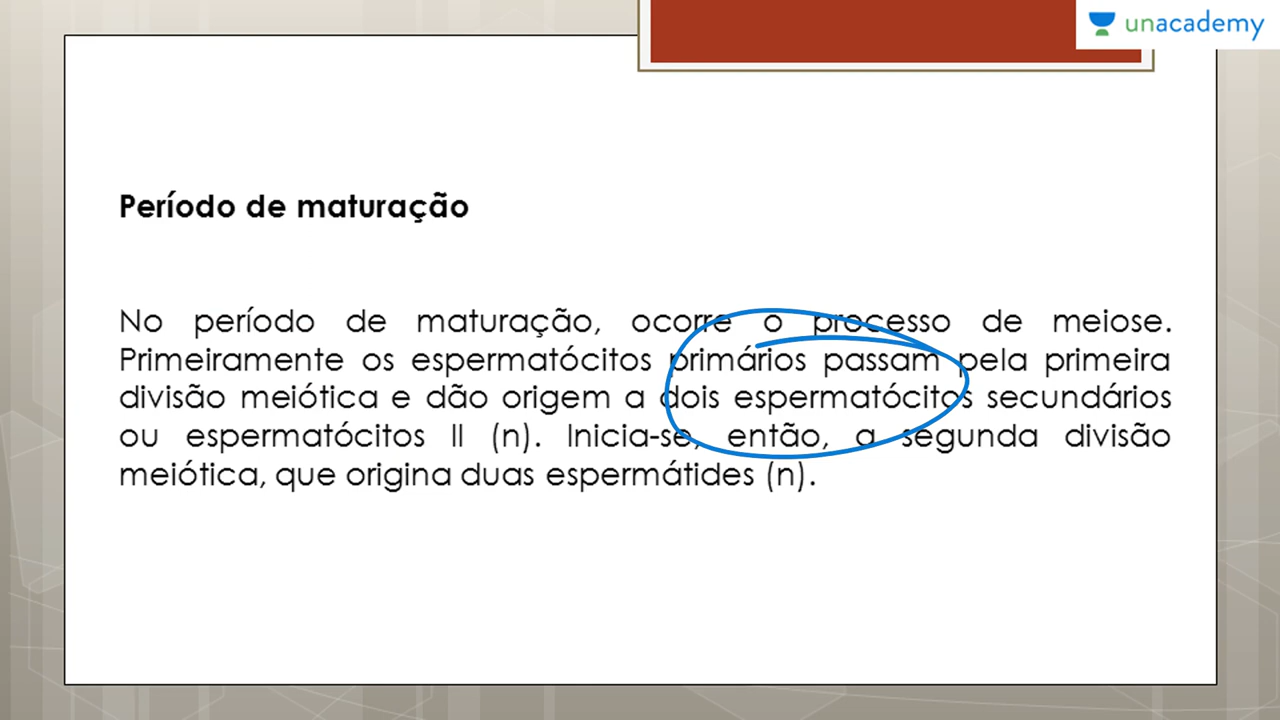 unacademy
Período de maturação
No período de maturação, ocorre o processo de meiose.
Primeiramente os espermatócitos primários passam pela primeira
divisão meiótica e dão origem a dois espermatócitos secundários
ou espermatócitos II (n). Inicia-se, então, a segunda divisão
meiótica, que origina duas espermátides (n).